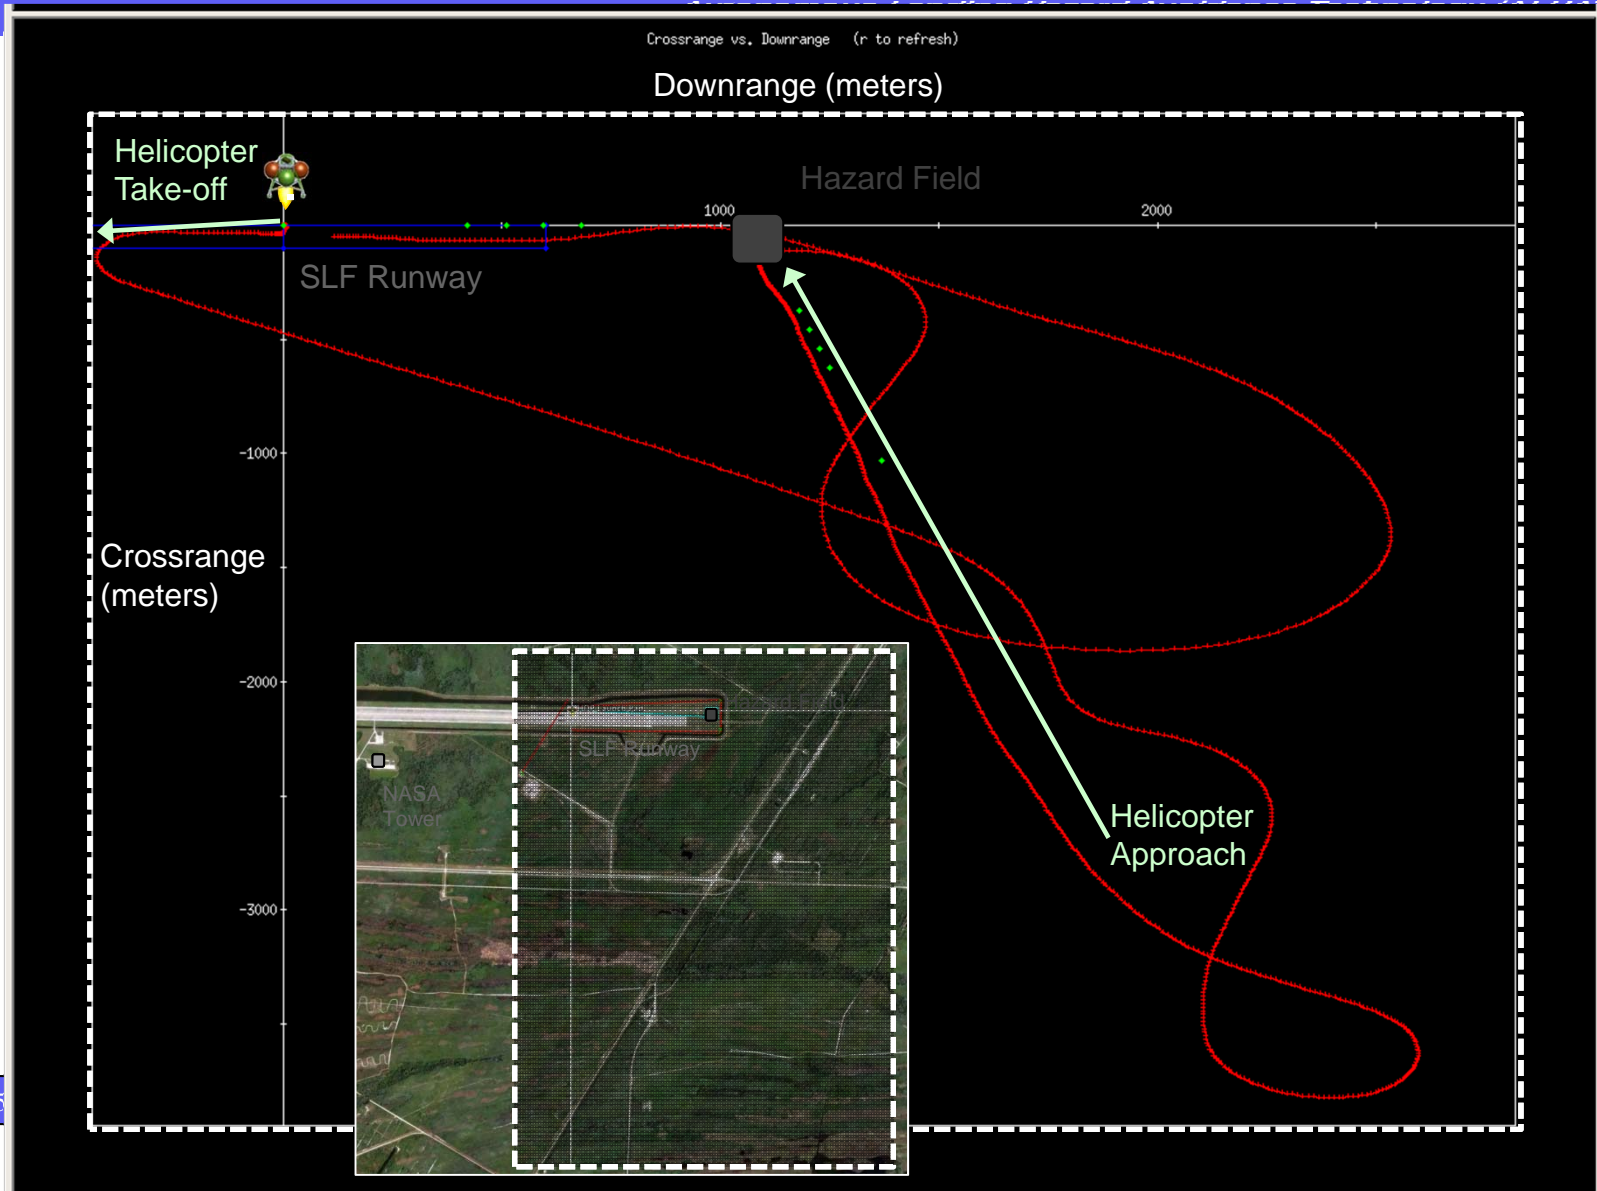 Crossrange vs. Downrange (r to refresh)
Downrange (meters)
Helicopter
Take-off
Hazard Field
1000
2000
SLF Runway
-1000
Crossrange
(meters)
-2000
SLF Runway
NASA
Tower
Helicopter
Approach
-3000